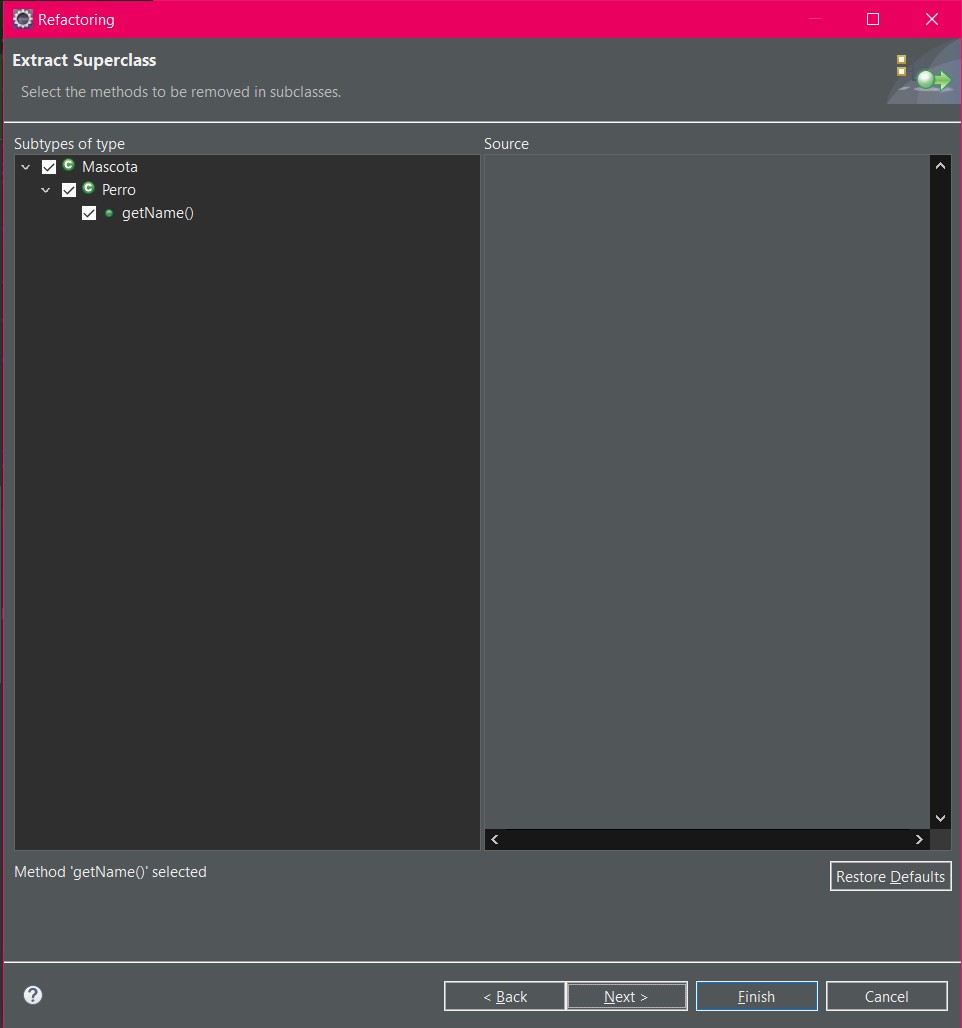 Refactoring
Extract Superclass
Select the methods to be removed in subclasses.
Subtypes of type
Source
Mascota
Perro
getName()
Method 'getName()' selected
Restore Defaults
< Back
Next >
Finish
Cancel